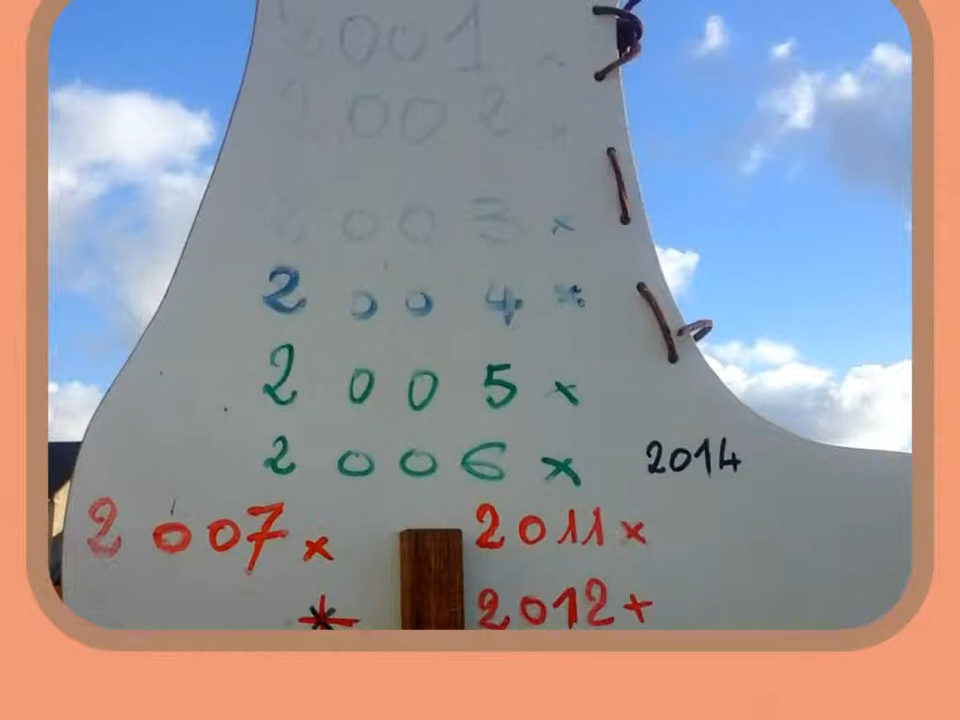 2001 x
2002 x
2003 x
2004 x
2005 x
2006 x
2014
2007 x
2011 x
2012 +